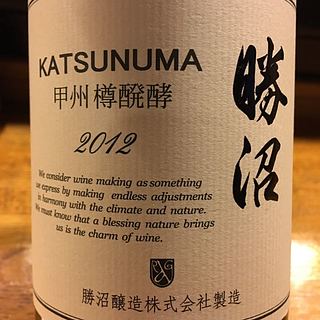 KATSUNUMA
甲州樽醗酵
2012
We consider wine making as something
we express by making endless adjustments
in harmony with the climate and nature.
We must know that a blessing nature brings
us is the charm of wine.
勝沼
勝沼醸造株式会社製造